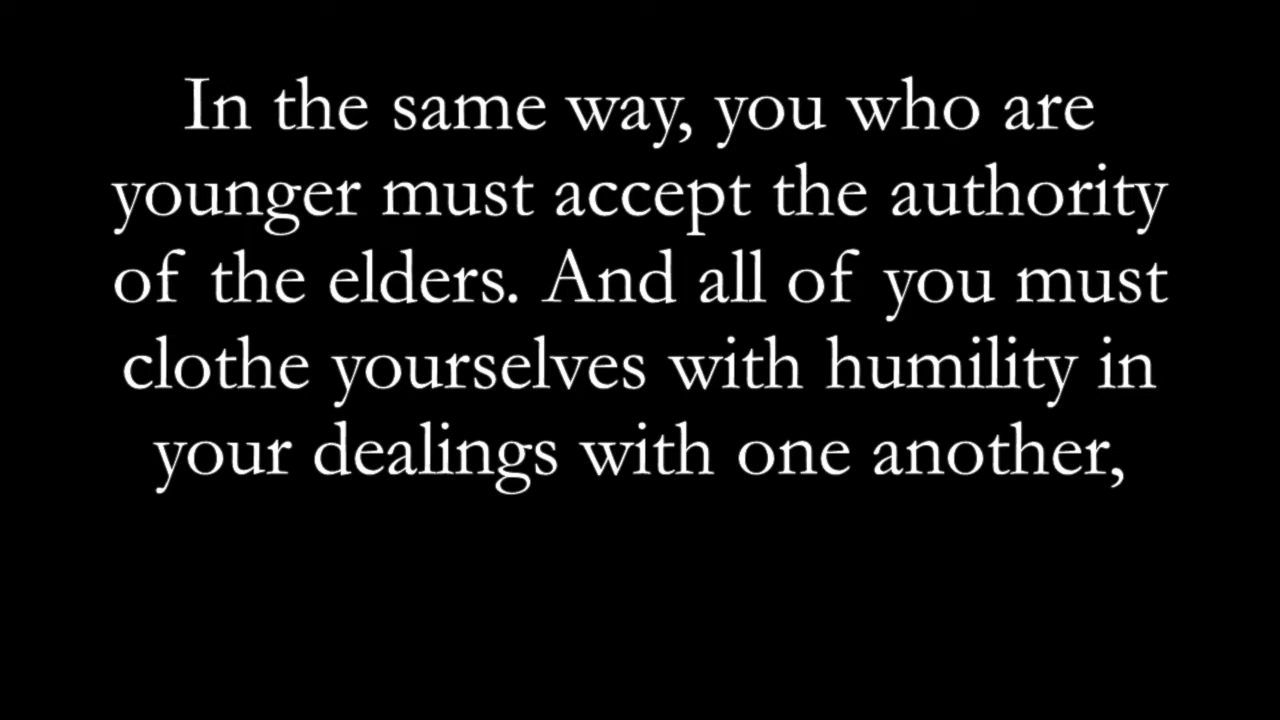 In the same way, you who are
younger must accept the authority
of the elders. And all of you must
clothe yourselves with humility in
your dealings with one another,